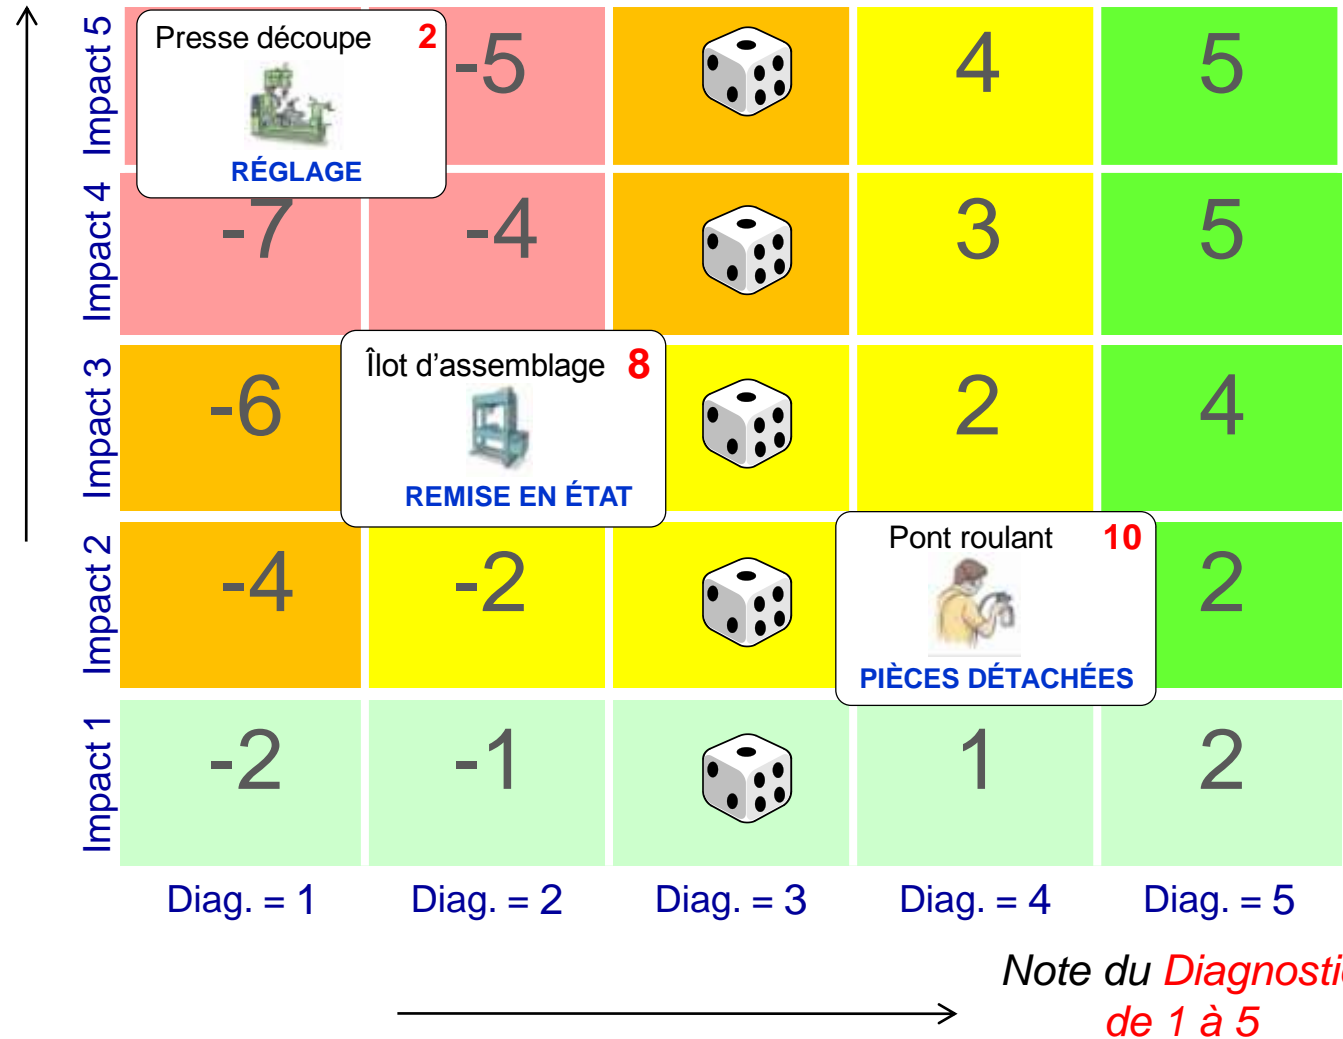 Impact 5
Presse découpe 2
RÉGLAGE
-5
4
5
Impact 4
-7
-4
3
5
Impact 3
-6
Îlot d'assemblage 8
REMISE EN ÉTAT
2
4
Impact 2
-4
-2
Pont roulant 10
PIÈCES DÉTACHÉES
2
Impact 1
-2
-1
1
2
Diag. = 1
Diag. = 2
Diag. = 3
Diag. = 4
Diag. = 5
Note du Diagnostic
de 1 à 5